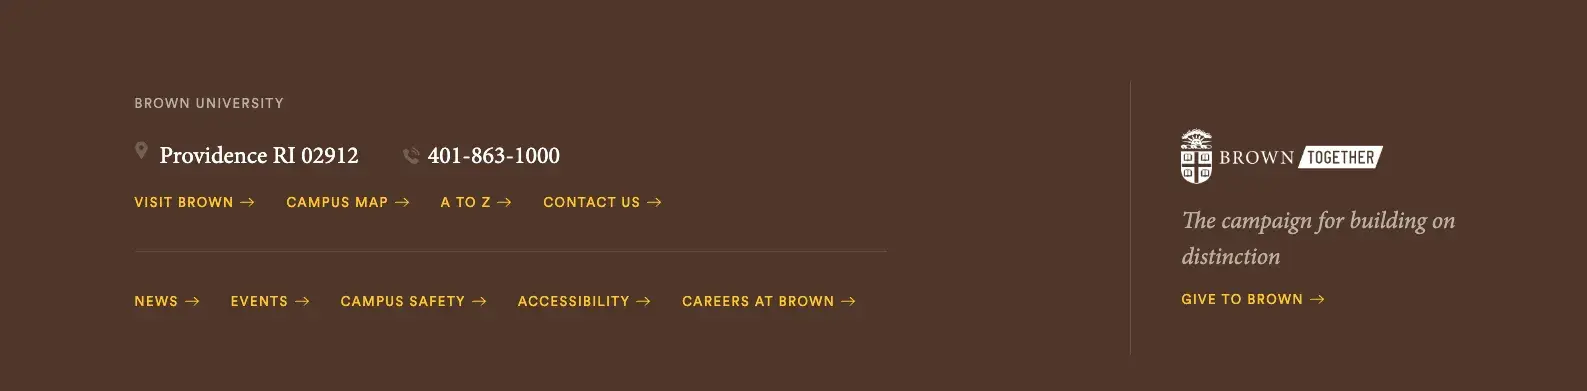 BROWN UNIVERSITY
Providence RI 02912 401-863-1000
VISIT BROWN → CAMPUS MAP → A TO Z → CONTACT US →
NEWS → EVENTS → CAMPUS SAFETY → ACCESSIBILITY → CAREERS AT BROWN →
BROWN TOGETHER
The campaign for building on
distinction
GIVE TO BROWN →